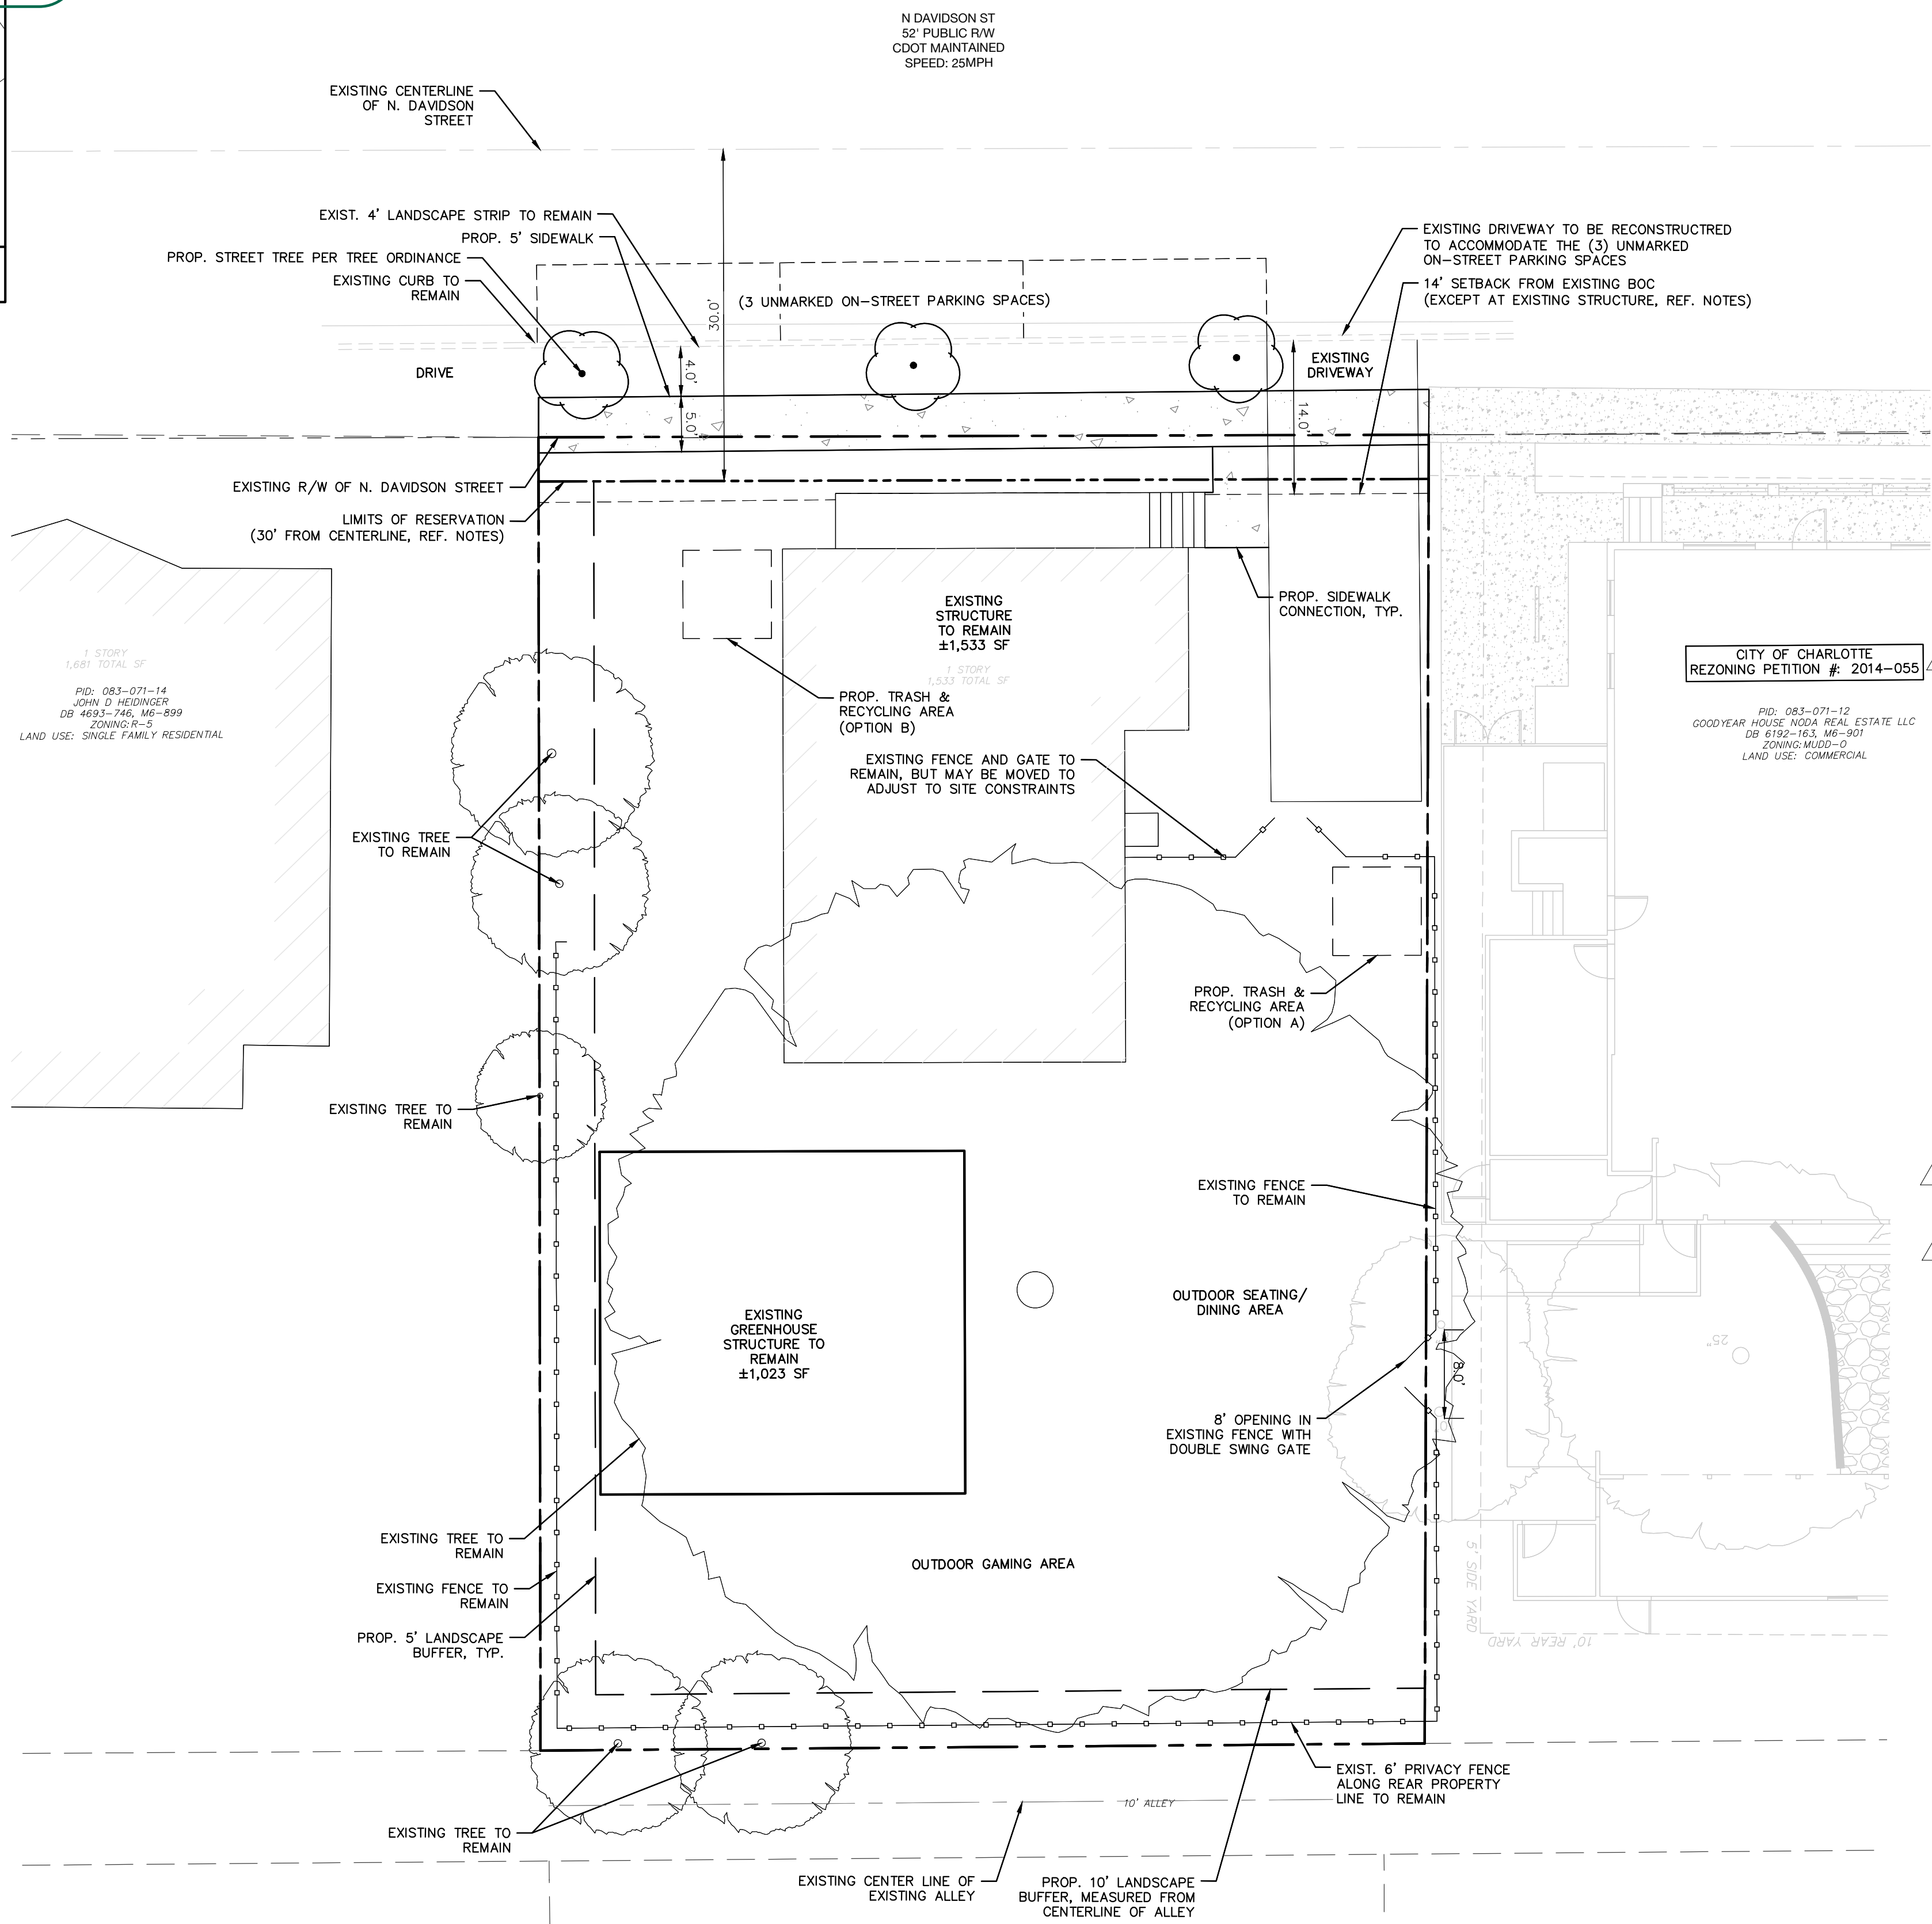 N DAVIDSON ST
52' PUBLIC R/W
CDOT MAINTAINED
SPEED: 25MPH
EXISTING CENTERLINE
OF N. DAVIDSON
STREET
EXIST. 4' LANDSCAPE STRIP TO REMAIN
PROP. 5' SIDEWALK
PROP. STREET TREE PER TREE ORDINANCE
EXISTING CURB TO
REMAIN
EXISTING DRIVEWAY TO BE RECONSTRUCTRED
TO ACCOMMODATE THE (3) UNMARKED
ON-STREET PARKING SPACES
14' SETBACK FROM EXISTING BOC
(EXCEPT AT EXISTING STRUCTURE, REF. NOTES)
30.0'
(3 UNMARKED ON-STREET PARKING SPACES)
DRIVE
4.0'
EXISTING
DRIVEWAY
5.0'
14.0'
EXISTING R/W OF N. DAVIDSON STREET
LIMITS OF RESERVATION
(30' FROM CENTERLINE, REF. NOTES)
EXISTING
STRUCTURE
TO REMAIN
±1,533 SF
1 STORY
1,533 TOTAL SF
PROP. SIDEWALK
CONNECTION, TYP.
1 STORY
1,681 TOTAL SF
PID: 083-071-14
JOHN D HEIDINGER
DB 4693-746, M6-899
ZONING: R-5
LAND USE: SINGLE FAMILY RESIDENTIAL
CITY OF CHARLOTTE
REZONING PETITION #: 2014-055
PID: 083-071-12
GOODYEAR HOUSE NODA REAL ESTATE LLC
DB 6192-163, M6-901
ZONING: MUDD-O
LAND USE: COMMERCIAL
PROP. TRASH &
RECYCLING AREA
(OPTION B)
EXISTING FENCE AND GATE TO
REMAIN, BUT MAY BE MOVED TO
ADJUST TO SITE CONSTRAINTS
EXISTING TREE
TO REMAIN
PROP. TRASH &
RECYCLING AREA
(OPTION A)
EXISTING TREE TO
REMAIN
EXISTING FENCE
TO REMAIN
OUTDOOR SEATING/
DINING AREA
EXISTING
GREENHOUSE
STRUCTURE TO
REMAIN
±1,023 SF
25"
8.0'
8' OPENING IN
EXISTING FENCE WITH
DOUBLE SWING GATE
EXISTING TREE TO
REMAIN
OUTDOOR GAMING AREA
EXISTING FENCE TO
REMAIN
5' SIDE YARD
10' REAR YARD
PROP. 5' LANDSCAPE
BUFFER, TYP.
EXIST. 6' PRIVACY FENCE
ALONG REAR PROPERTY
LINE TO REMAIN
10' ALLEY
EXISTING TREE TO
REMAIN
EXISTING CENTER LINE OF
EXISTING ALLEY
PROP. 10' LANDSCAPE
BUFFER, MEASURED FROM
CENTERLINE OF ALLEY